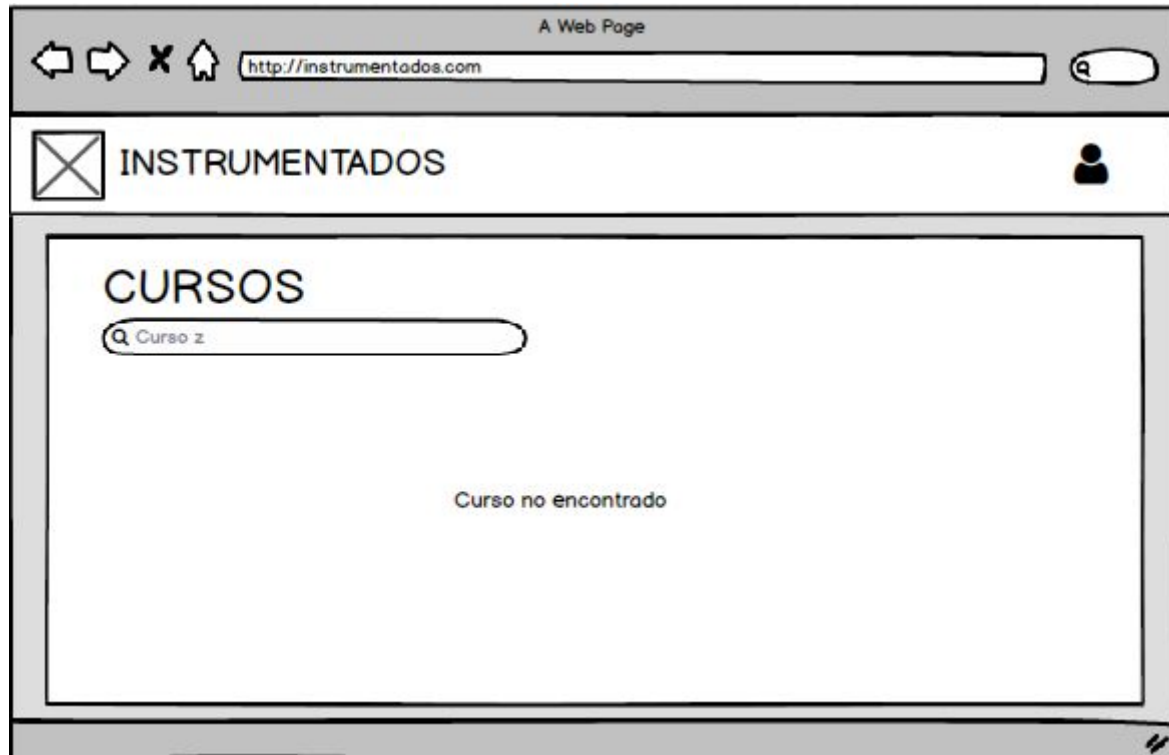 A Web Page
http://instrumentados.com
INSTRUMENTADOS
CURSOS
Curso z
Curso no encontrado